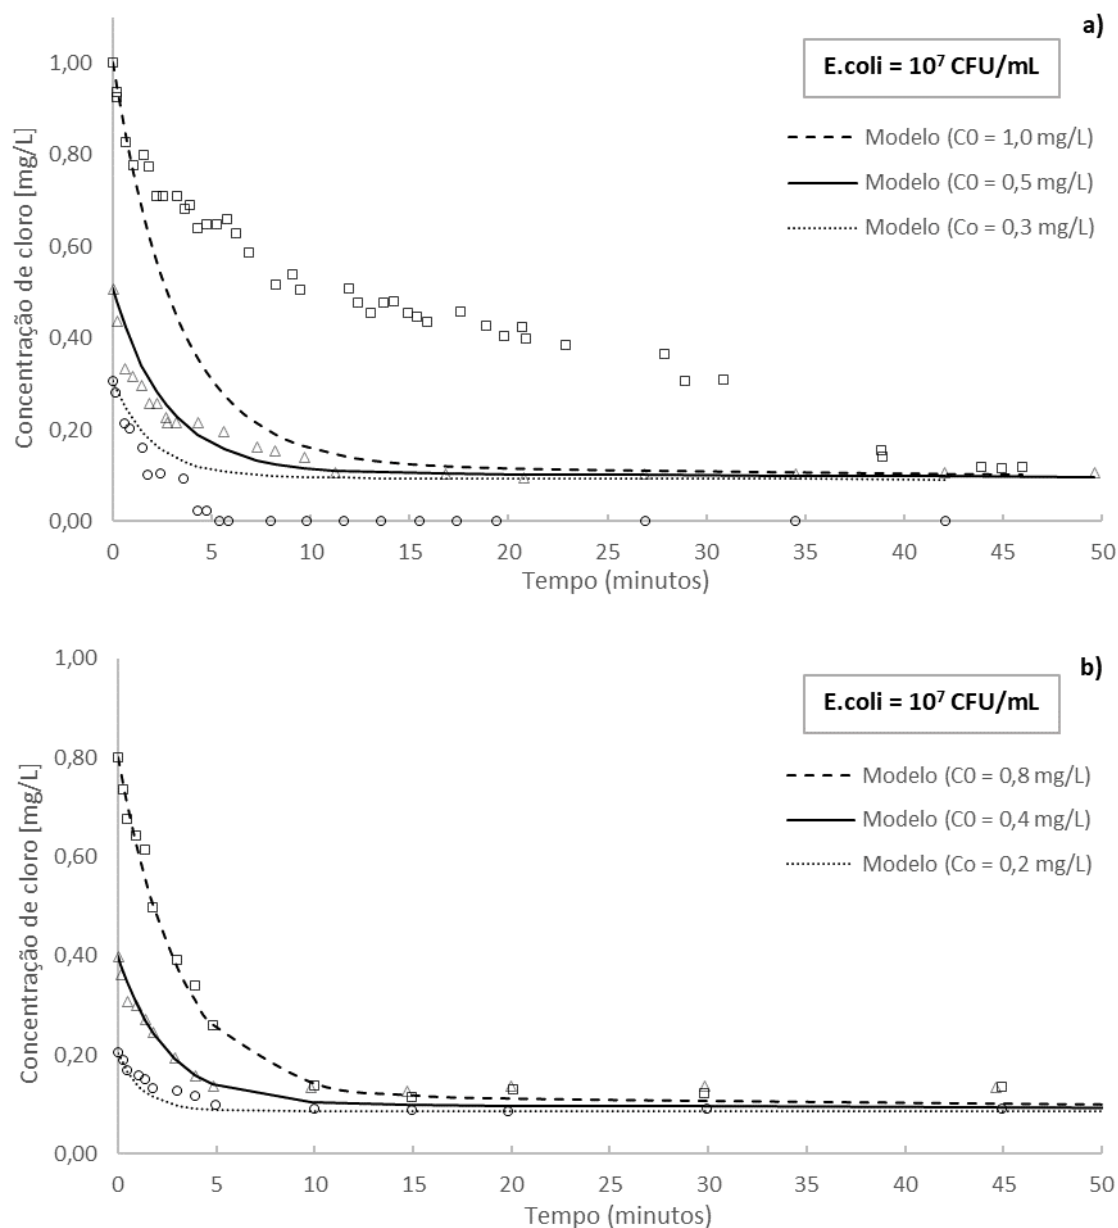 a)
E.coli = 10⁷ CFU/mL
Modelo (C0 = 1,0 mg/L)
Modelo (C0 = 0,5 mg/L)
Modelo (Co = 0,3 mg/L)
Concentração de cloro [mg/L]
1,00
0,80
0,60
0,40
0,20
0,00
0 5 10 15 20 25 30 35 40 45 50
Tempo (minutos)
b)
E.coli = 10⁷ CFU/mL
Modelo (C0 = 0,8 mg/L)
Modelo (C0 = 0,4 mg/L)
Modelo (Co = 0,2 mg/L)
Concentração de cloro [mg/L]
1,00
0,80
0,60
0,40
0,20
0,00
0 5 10 15 20 25 30 35 40 45 50
Tempo (minutos)